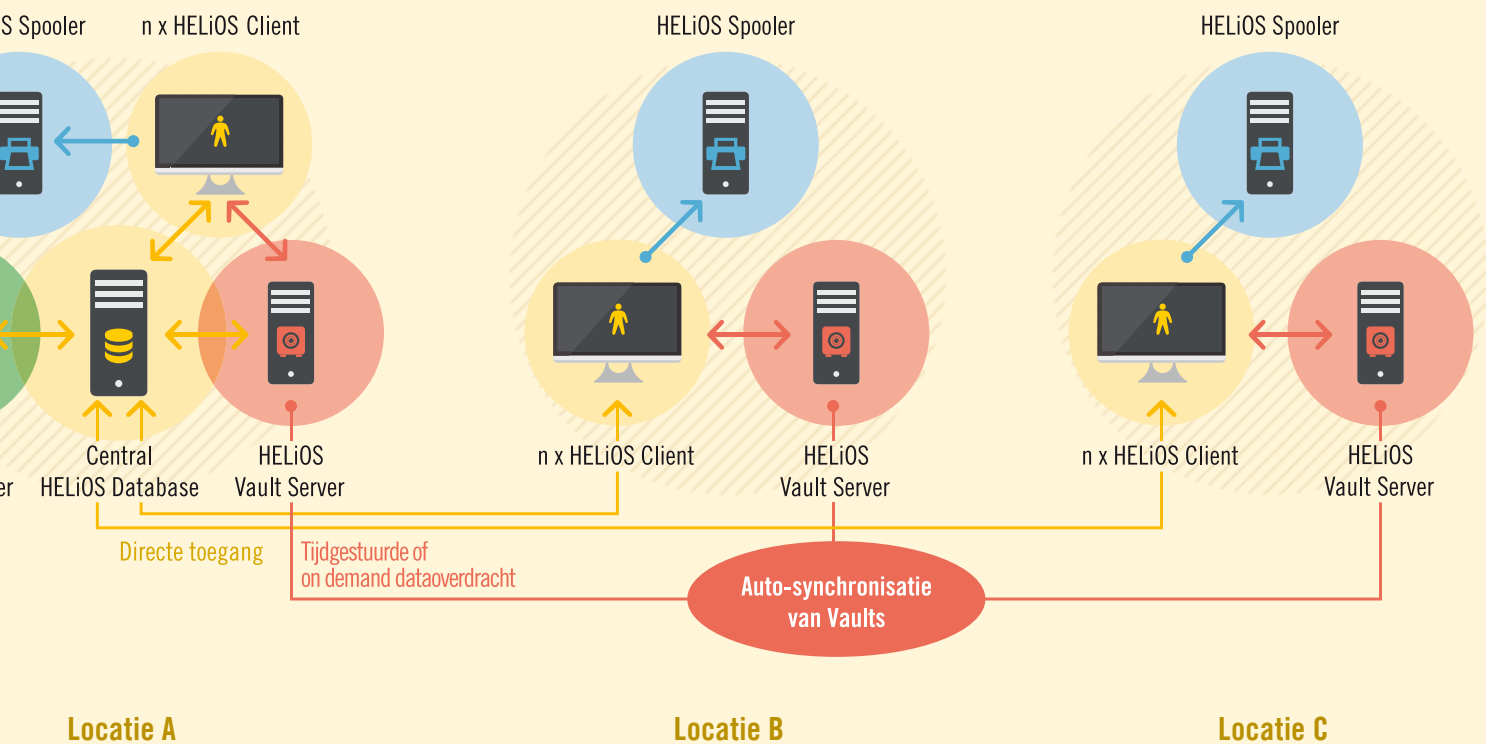 S Spooler
n x HELiOS Client
HELiOS Spooler
HELiOS Spooler
Central
HELiOS Database
HELiOS
Vault Server
er
n x HELiOS Client
HELiOS
Vault Server
n x HELiOS Client
HELiOS
Vault Server
Directe toegang
Tijdgestuurde of
on demand dataoverdracht
Auto-synchronisatie
van Vaults
Locatie A
Locatie B
Locatie C